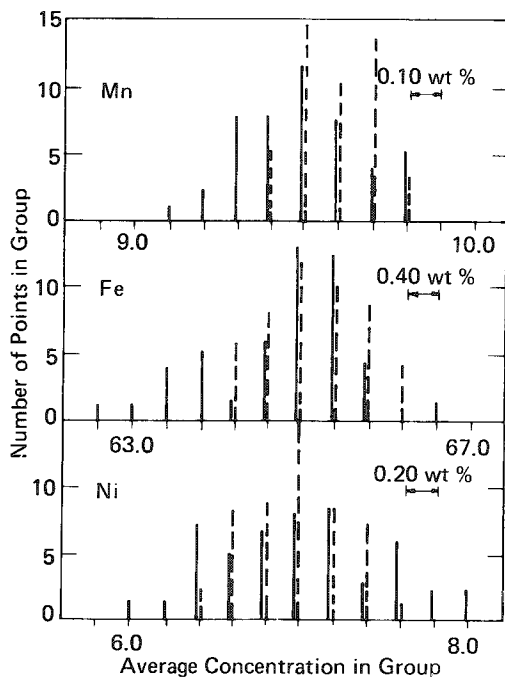 15
10
5
0
Mn
0.10 wt %
9.0
10.0
10
5
0
Fe
0.40 wt %
63.0
67.0
10
5
0
Ni
0.20 wt %
6.0
8.0
Number of Points in Group
Average Concentration in Group